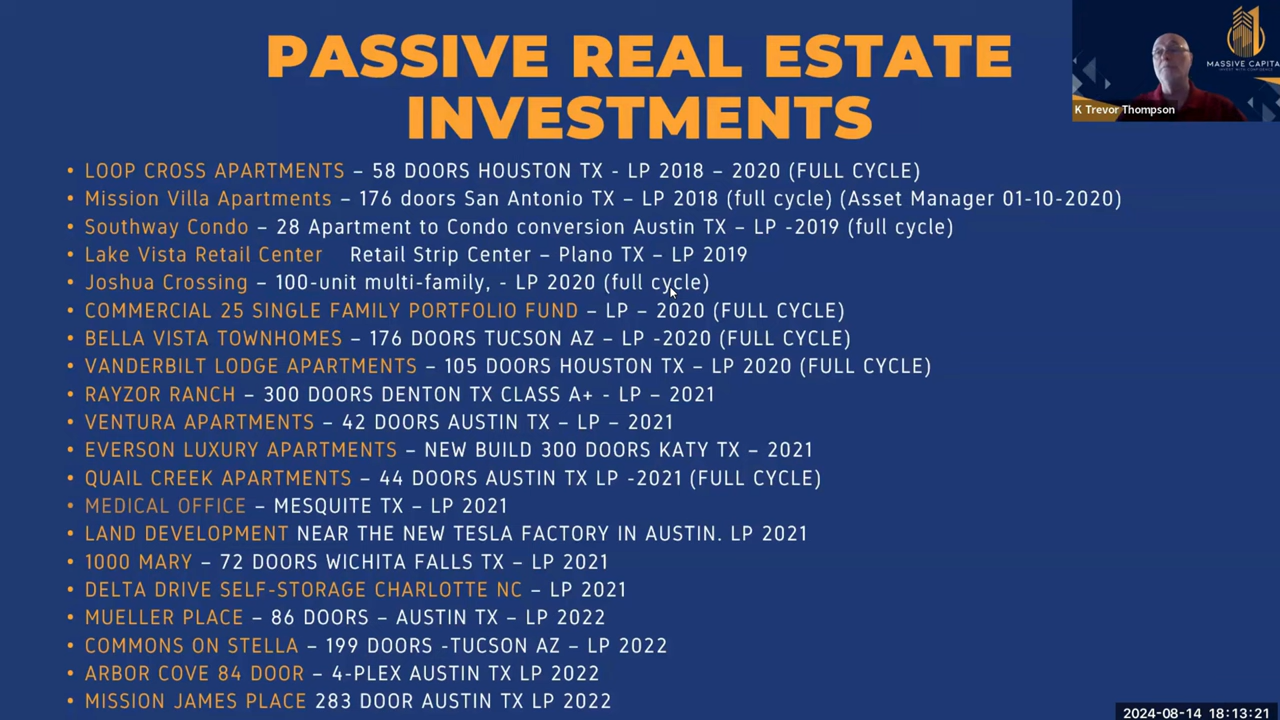 PASSIVE REAL ESTATE
INVESTMENTS
MASSIVE CAPITA
INVEST WITH CONFIDENCE
K Trevor Thompson
• LOOP CROSS APARTMENTS – 58 DOORS HOUSTON TX - LP 2018 – 2020 (FULL CYCLE)
• Mission Villa Apartments – 176 doors San Antonio TX – LP 2018 (full cycle) (Asset Manager 01-10-2020)
• Southway Condo – 28 Apartment to Condo conversion Austin TX – LP -2019 (full cycle)
• Lake Vista Retail Center Retail Strip Center – Plano TX – LP 2019
• Joshua Crossing – 100-unit multi-family, - LP 2020 (full cycle)
• COMMERCIAL 25 SINGLE FAMILY PORTFOLIO FUND – LP – 2020 (FULL CYCLE)
• BELLA VISTA TOWNHOMES – 176 DOORS TUCSON AZ – LP -2020 (FULL CYCLE)
• VANDERBILT LODGE APARTMENTS – 105 DOORS HOUSTON TX – LP 2020 (FULL CYCLE)
• RAYZOR RANCH – 300 DOORS DENTON TX CLASS A+ - LP – 2021
• VENTURA APARTMENTS – 42 DOORS AUSTIN TX – LP – 2021
• EVERSON LUXURY APARTMENTS – NEW BUILD 300 DOORS KATY TX – 2021
• QUAIL CREEK APARTMENTS – 44 DOORS AUSTIN TX LP -2021 (FULL CYCLE)
• MEDICAL OFFICE – MESQUITE TX – LP 2021
• LAND DEVELOPMENT NEAR THE NEW TESLA FACTORY IN AUSTIN. LP 2021
• 1000 MARY – 72 DOORS WICHITA FALLS TX – LP 2021
• DELTA DRIVE SELF-STORAGE CHARLOTTE NC – LP 2021
• MUELLER PLACE – 86 DOORS – AUSTIN TX – LP 2022
• COMMONS ON STELLA – 199 DOORS -TUCSON AZ – LP 2022
• ARBOR COVE 84 DOOR – 4-PLEX AUSTIN TX LP 2022
• MISSION JAMES PLACE 283 DOOR AUSTIN TX LP 2022
2024-08-14 18:13:21